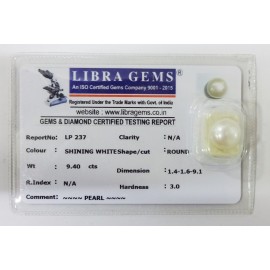 LIBRA GEMS ®
An ISO Certified Gems Company 9001 - 2015
Registered Under the Trade Marks with Govt. of India
website : www.libragems.co.in
GEMS & DIAMOND CERTIFIED TESTING REPORT
ReportNo: LP 237 Clarity : N/A
Colour : SHINING WHITE Shape/cut : ROUND
Wt : 9.40 cts Dimension : 1.4-1.6-9.1
R.Index : N/A Hardness : 3.0
Comment : ~~~~ PEARL ~~~~